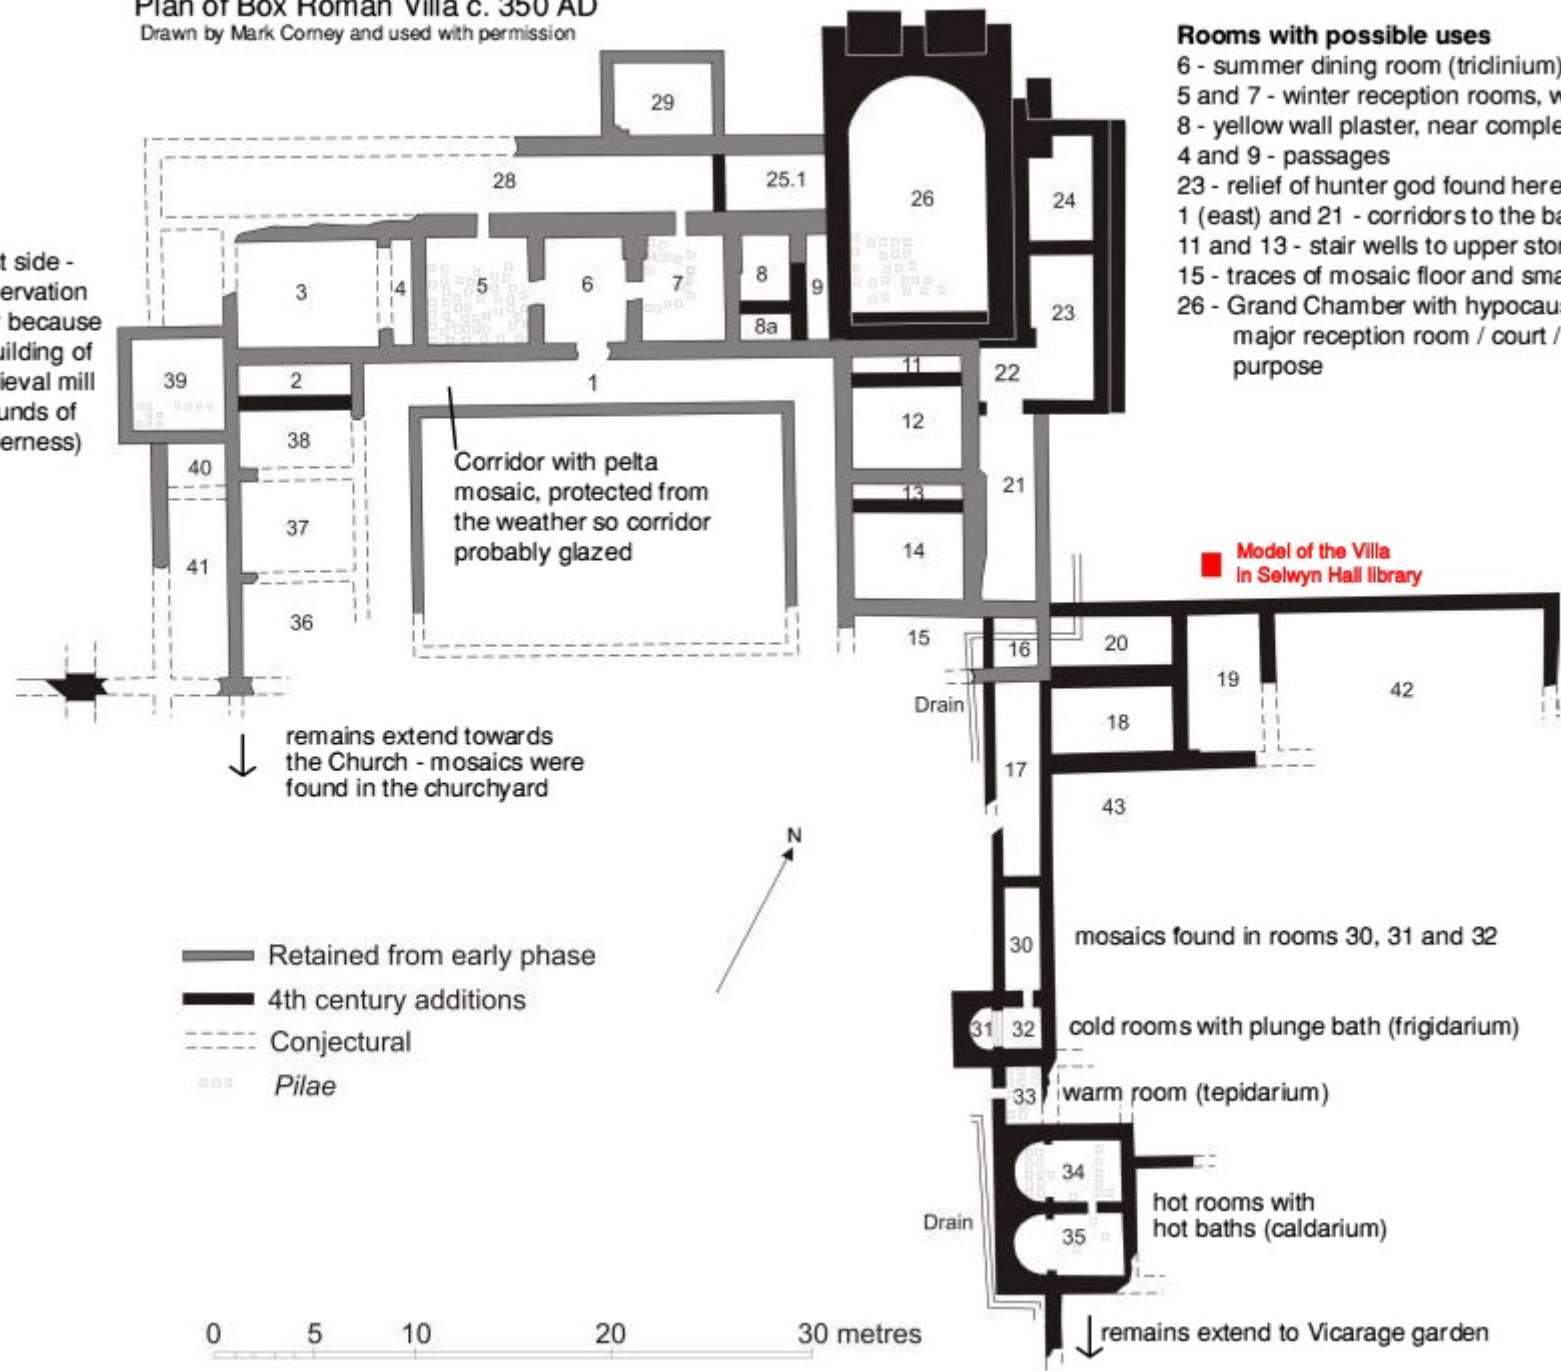 Plan of Box Roman Villa c. 350 AD
Drawn by Mark Corney and used with permission
Rooms with possible uses
6 - summer dining room (triclinium)
5 and 7 - winter reception rooms, w
8 - yellow wall plaster, near comple
4 and 9 - passages
23 - relief of hunter god found here
1 (east) and 21 - corridors to the ba
11 and 13 - stair wells to upper stor
15 - traces of mosaic floor and sma
26 - Grand Chamber with hypocaus
major reception room / court /
purpose
t side -
ervation
because
uilding of
ieval mill
unds of
erness)
29
28
25.1
26
24
3
4
5
6
7
8
8a
9
23
39
2
1
11
22
12
38
40
21
13
37
14
41
36
Corridor with pelta
mosaic, protected from
the weather so corridor
probably glazed
Model of the Villa
in Selwyn Hall library
15
16
20
19
42
18
Drain
17
43
remains extend towards
the Church - mosaics were
found in the churchyard
N
Retained from early phase
4th century additions
Conjectural
Pilae
30
mosaics found in rooms 30, 31 and 32
31
32
cold rooms with plunge bath (frigidarium)
33
warm room (tepidarium)
34
hot rooms with
hot baths (caldarium)
Drain
35
0 5 10 20 30 metres
remains extend to Vicarage garden